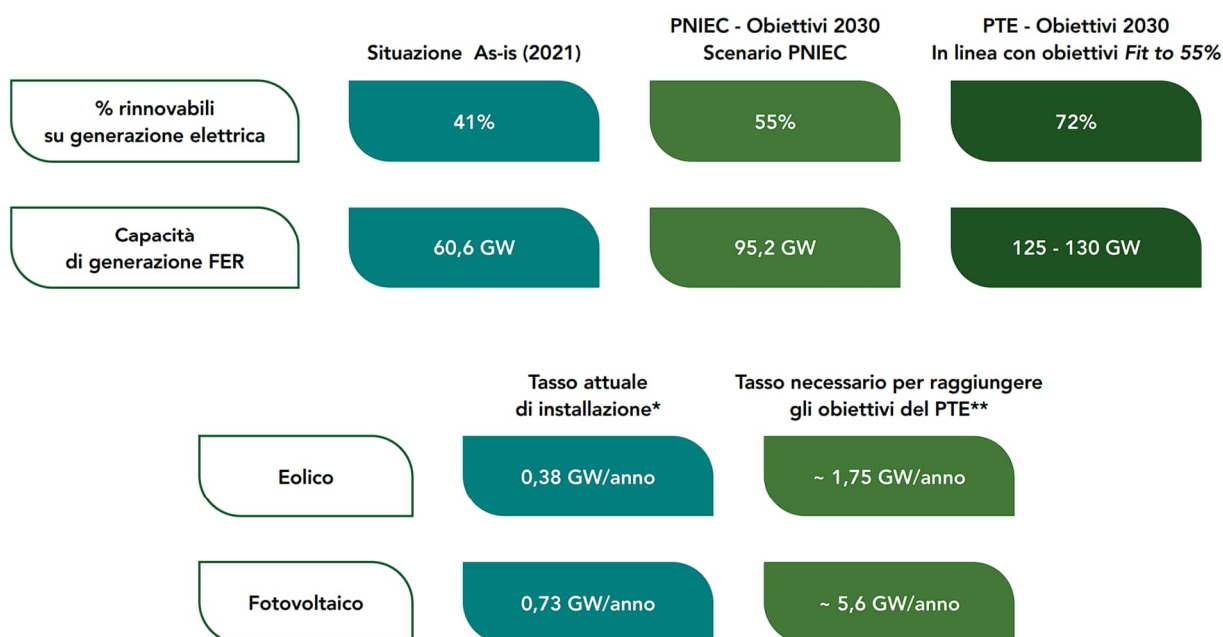 Situazione As-is (2021)
PNIEC - Obiettivi 2030
Scenario PNIEC
PTE - Obiettivi 2030
In linea con obiettivi Fit to 55%
% rinnovabili
su generazione elettrica
41%
55%
72%
Capacità
di generazione FER
60,6 GW
95,2 GW
125 - 130 GW
Tasso attuale
di installazione*
Tasso necessario per raggiungere
gli obiettivi del PTE**
Eolico
0,38 GW/anno
~ 1,75 GW/anno
Fotovoltaico
0,73 GW/anno
~ 5,6 GW/anno